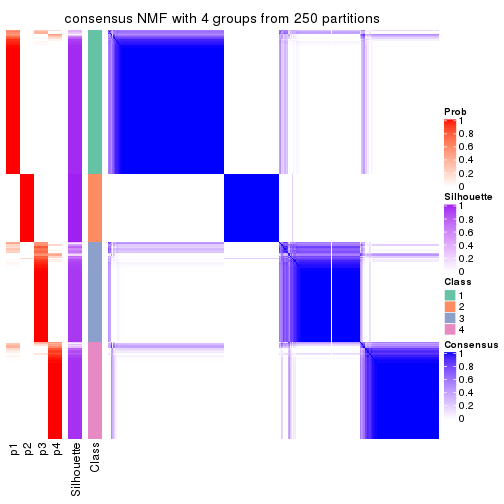 consensus NMF with 4 groups from 250 partitions
Prob
1
0.8
0.6
0.4
0.2
0
Silhouette
1
0.8
0.6
0.4
0.2
0
Class
1
2
3
4
Consensus
1
0.8
0.6
0.4
0.2
0
p1
p2
p3
p4
Silhouette
Class